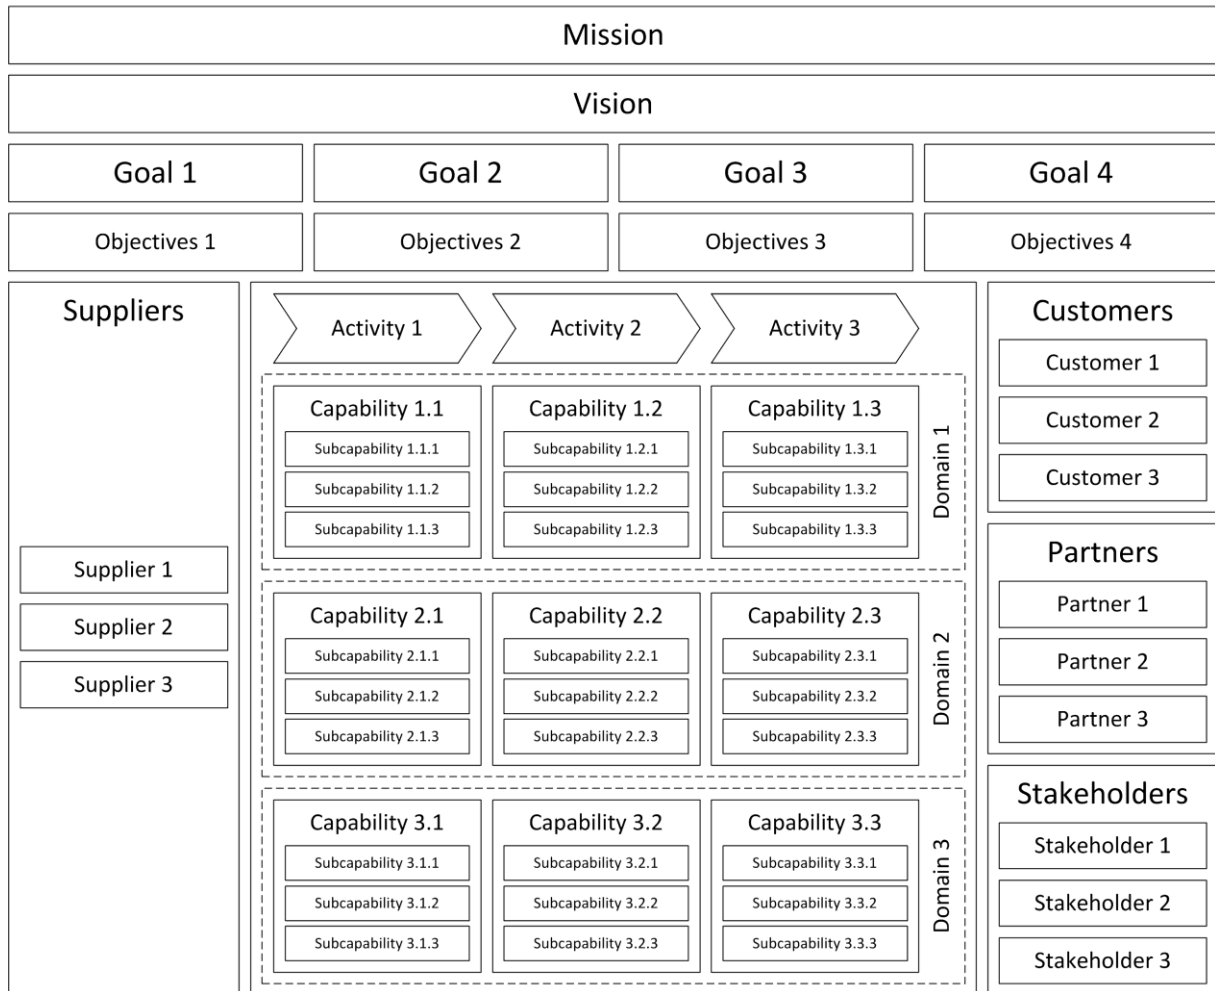 Mission
Vision
Goal 1
Goal 2
Goal 3
Goal 4
Objectives 1
Objectives 2
Objectives 3
Objectives 4
Suppliers
Supplier 1
Supplier 2
Supplier 3
Activity 1
Activity 2
Activity 3
Capability 1.1
Subcapability 1.1.1
Subcapability 1.1.2
Subcapability 1.1.3
Capability 1.2
Subcapability 1.2.1
Subcapability 1.2.2
Subcapability 1.2.3
Capability 1.3
Subcapability 1.3.1
Subcapability 1.3.2
Subcapability 1.3.3
Domain 1
Capability 2.1
Subcapability 2.1.1
Subcapability 2.1.2
Subcapability 2.1.3
Capability 2.2
Subcapability 2.2.1
Subcapability 2.2.2
Subcapability 2.2.3
Capability 2.3
Subcapability 2.3.1
Subcapability 2.3.2
Subcapability 2.3.3
Domain 2
Capability 3.1
Subcapability 3.1.1
Subcapability 3.1.2
Subcapability 3.1.3
Capability 3.2
Subcapability 3.2.1
Subcapability 3.2.2
Subcapability 3.2.3
Capability 3.3
Subcapability 3.3.1
Subcapability 3.3.2
Subcapability 3.3.3
Domain 3
Customers
Customer 1
Customer 2
Customer 3
Partners
Partner 1
Partner 2
Partner 3
Stakeholders
Stakeholder 1
Stakeholder 2
Stakeholder 3